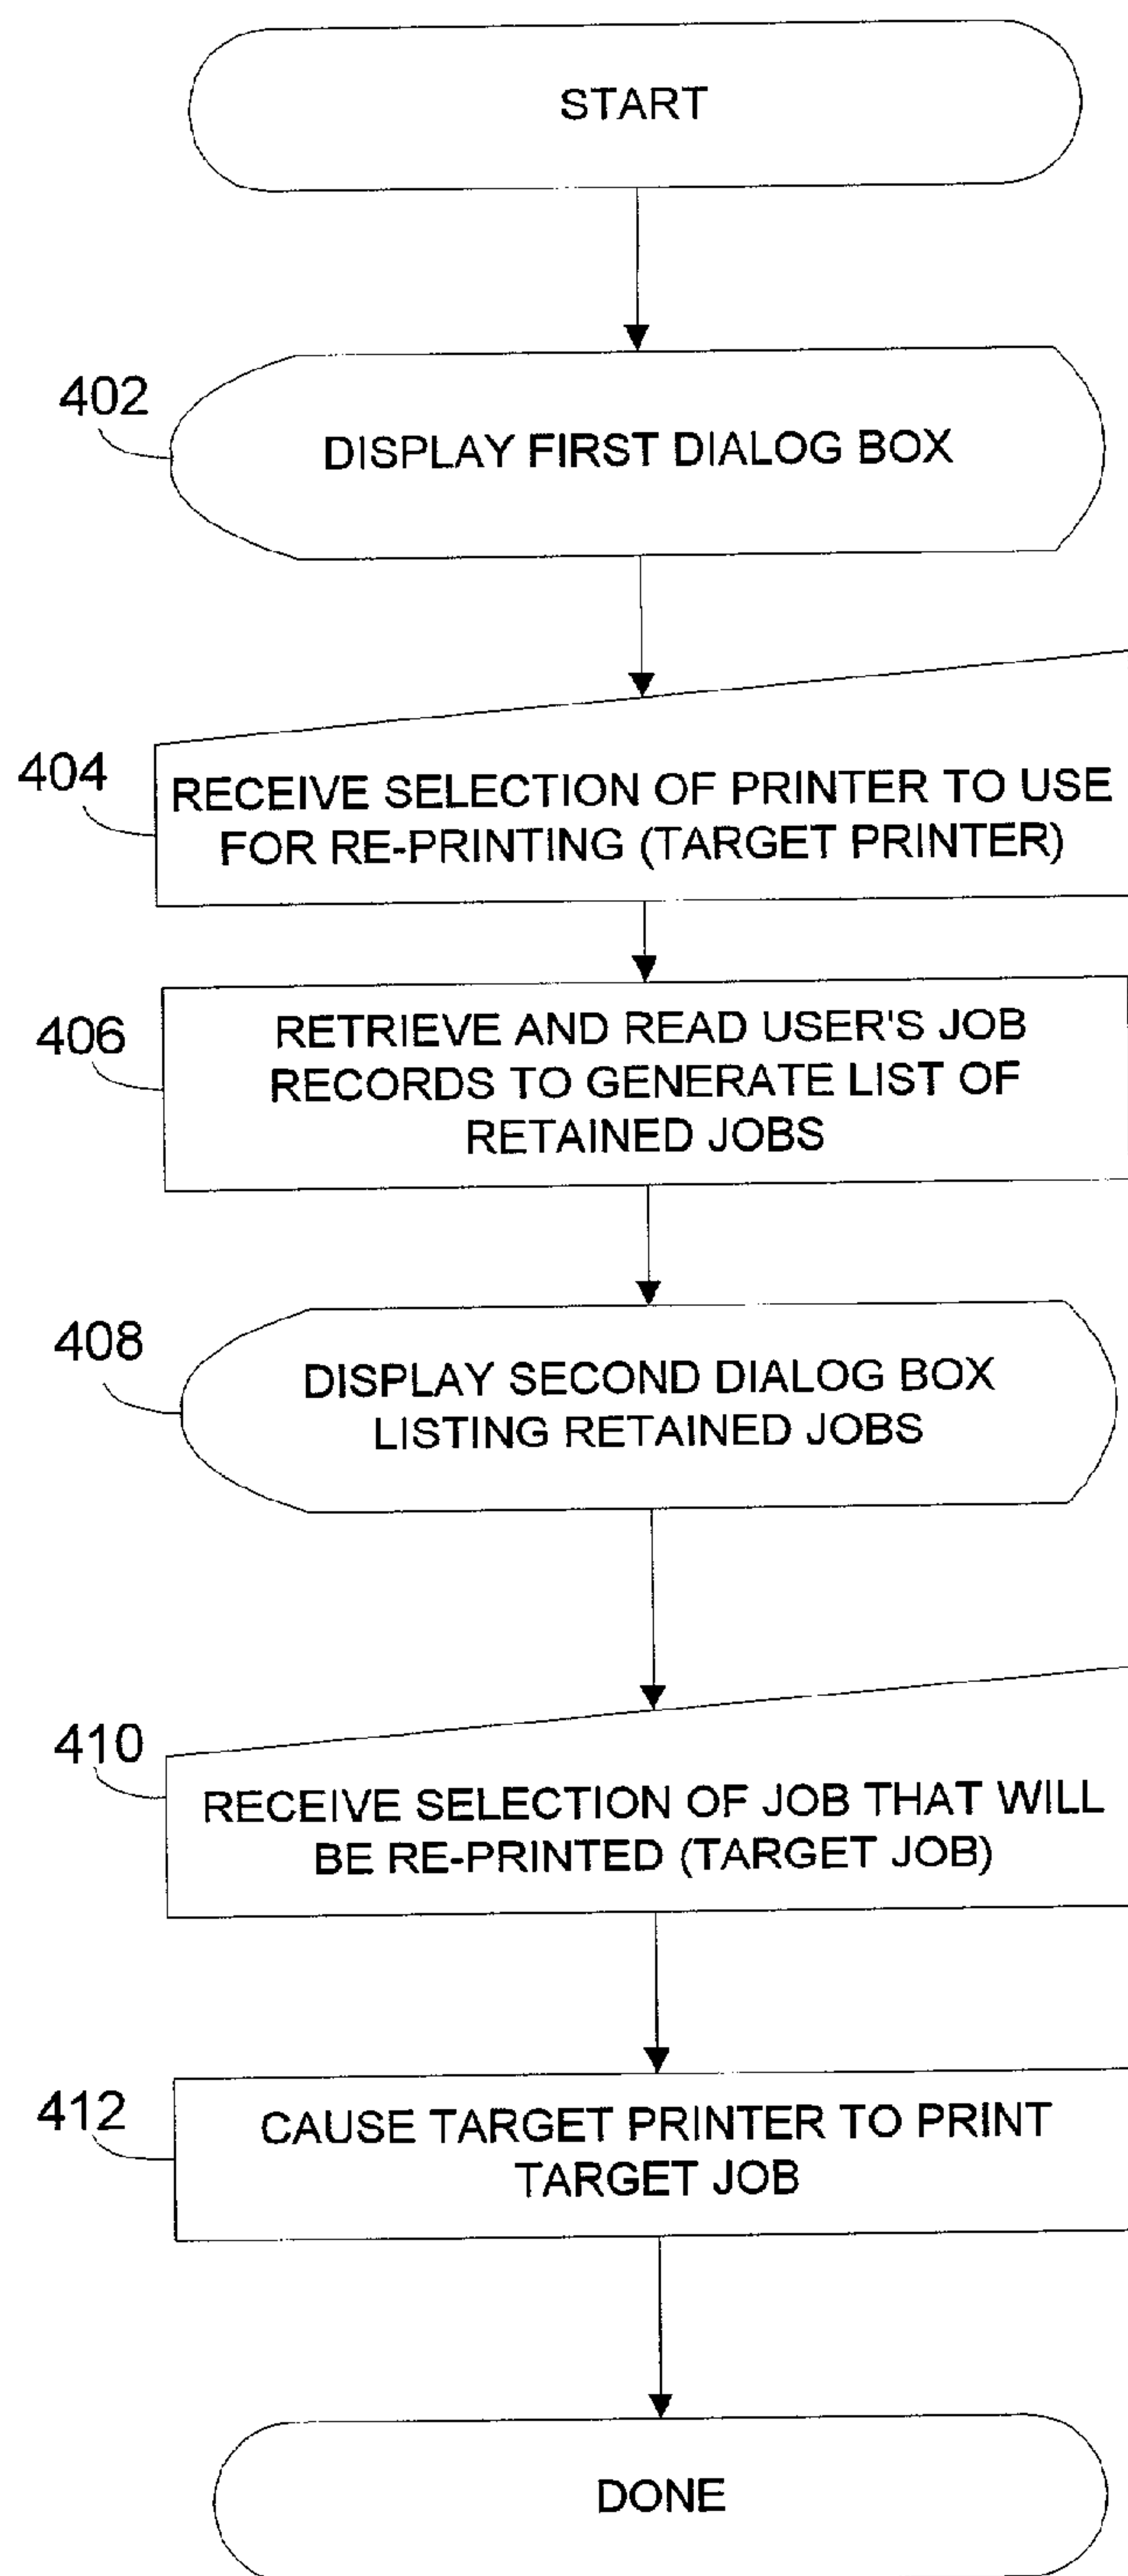 START
402
DISPLAY FIRST DIALOG BOX
404
RECEIVE SELECTION OF PRINTER TO USE
FOR RE-PRINTING (TARGET PRINTER)
406
RETRIEVE AND READ USER'S JOB
RECORDS TO GENERATE LIST OF
RETAINED JOBS
408
DISPLAY SECOND DIALOG BOX
LISTING RETAINED JOBS
410
RECEIVE SELECTION OF JOB THAT WILL
BE RE-PRINTED (TARGET JOB)
412
CAUSE TARGET PRINTER TO PRINT
TARGET JOB
DONE